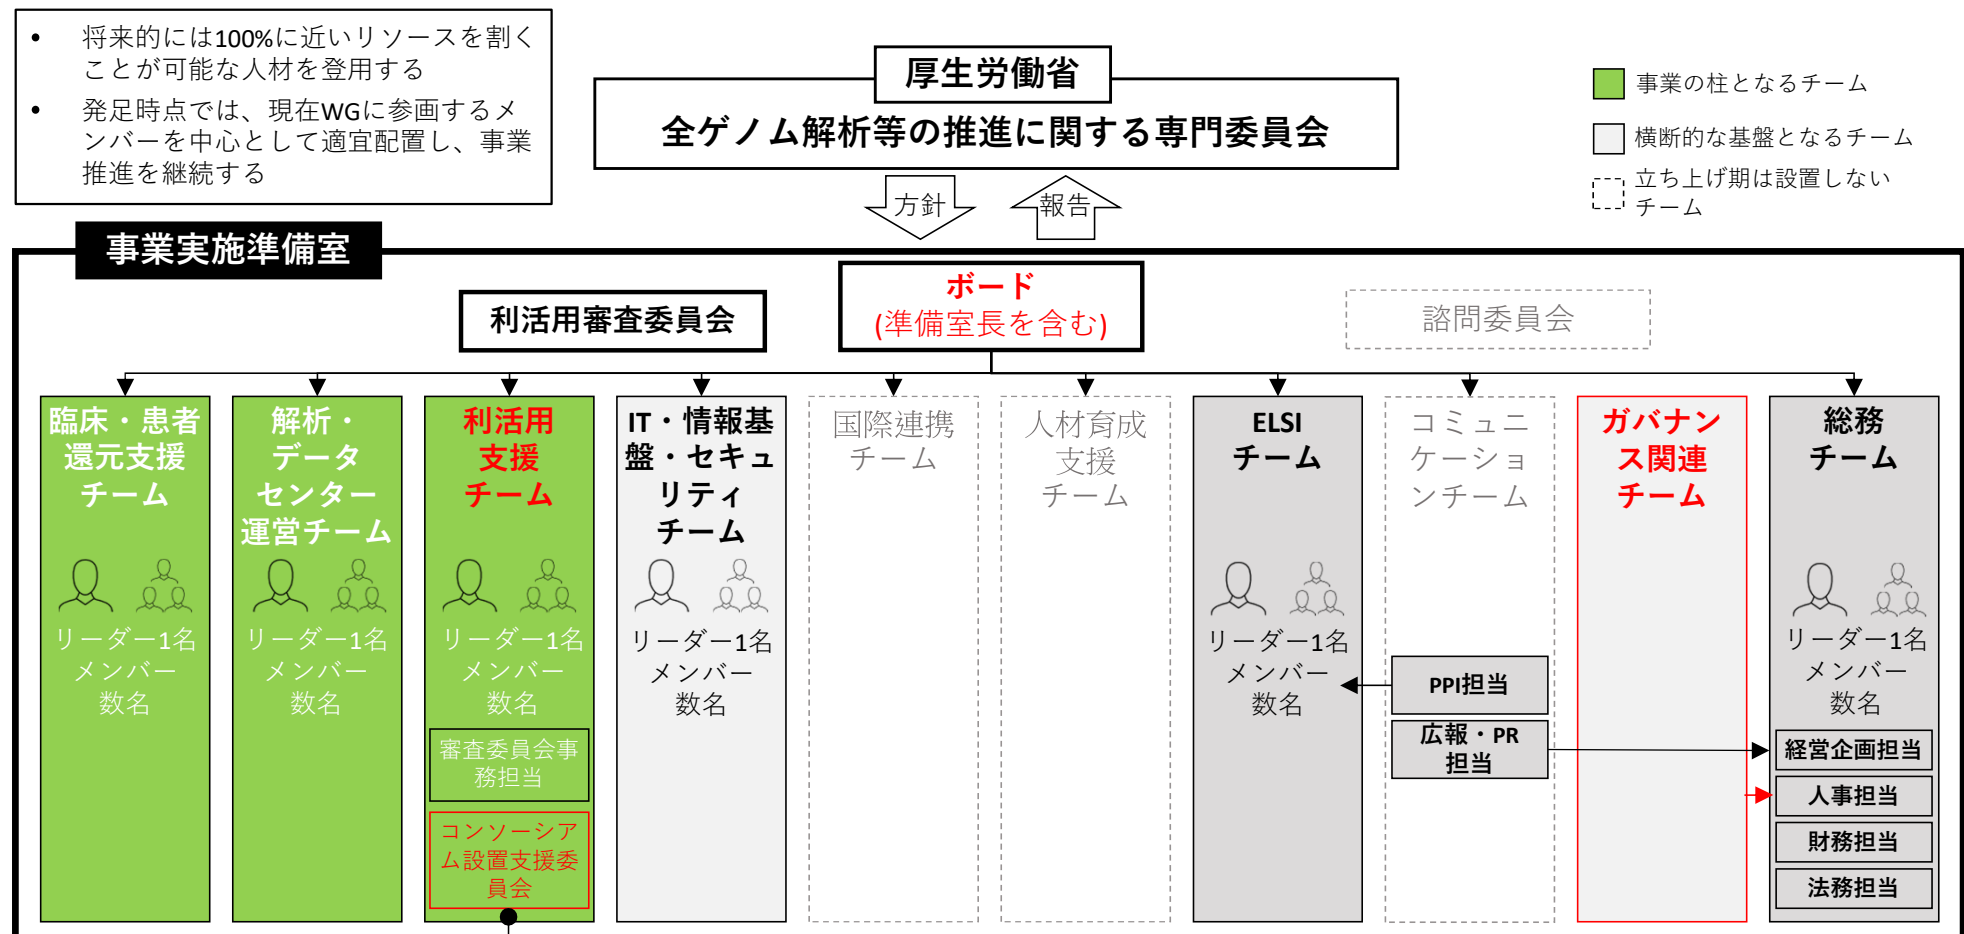 • 将来的には100%に近いリソースを割く
ことが可能な人材を登用する
• 発足時点では、現在WGに参画するメ
ンバーを中心として適宜配置し、事業
推進を継続する
厚生労働省
全ゲノム解析等の推進に関する専門委員会
事業の柱となるチーム
横断的な基盤となるチーム
立ち上げ期は設置しない
チーム
方針
報告
事業実施準備室
利活用審査委員会
ボード
(準備室長を含む)
諮問委員会
臨床・患者
還元支援
チーム
リーダー1名
メンバー
数名
解析・
データ
センター
運営チーム
リーダー1名
メンバー
数名
利活用
支援
チーム
リーダー1名
メンバー
数名
審査委員会事
務担当
コンソーシア
ム設置支援委
員会
IT・情報基
盤・セキュ
リティ
チーム
リーダー1名
メンバー
数名
国際連携
チーム
人材育成
支援
チーム
ELSI
チーム
リーダー1名
メンバー
数名
コミュニ
ケーショ
ンチーム
PPI担当
広報・PR
担当
ガバナン
ス関連
チーム
総務
チーム
リーダー1名
メンバー
数名
経営企画担当
人事担当
財務担当
法務担当